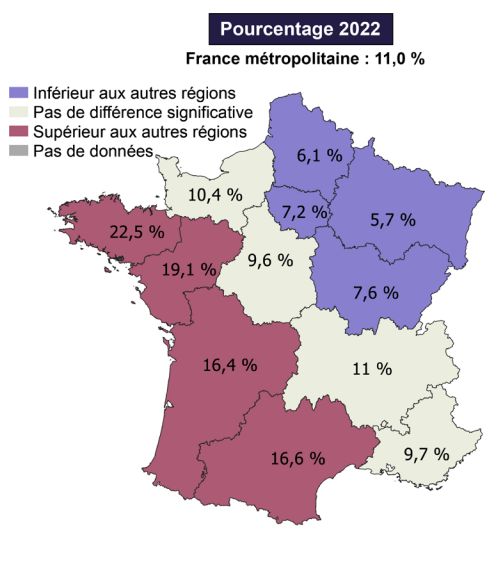 Pourcentage 2022
France métropolitaine : 11,0 %
Inférieur aux autres régions
Pas de différence significative
Supérieur aux autres régions
Pas de données
6,1 %
10,4 %
7,2 %
5,7 %
22,5 %
19,1 %
9,6 %
7,6 %
16,4 %
11 %
16,6 %
9,7 %